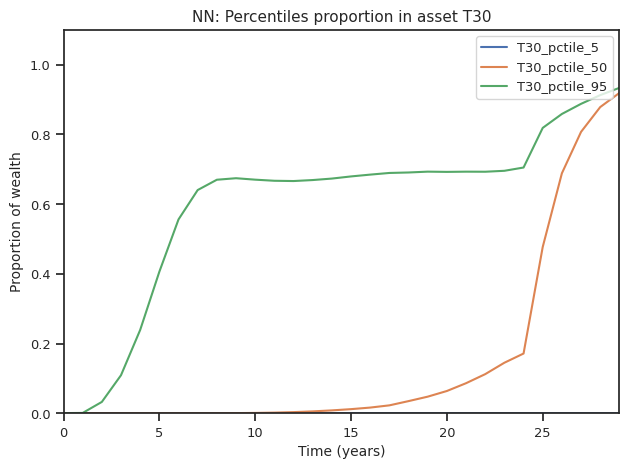 NN: Percentiles proportion in asset T30
T30_pctile_5
T30_pctile_50
T30_pctile_95
Proportion of wealth
1.0
0.8
0.6
0.4
0.2
0.0
0 5 10 15 20 25
Time (years)